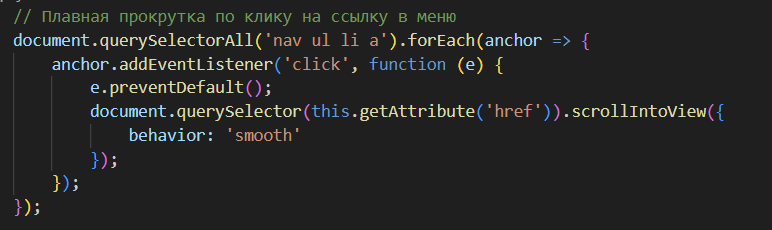 // Плавная прокрутка по клику на ссылку в меню
document.querySelectorAll('nav ul li a').forEach(anchor => {
    anchor.addEventListener('click', function (e) {
        e.preventDefault();
        document.querySelector(this.getAttribute('href')).scrollIntoView({
            behavior: 'smooth'
        });
    });
});